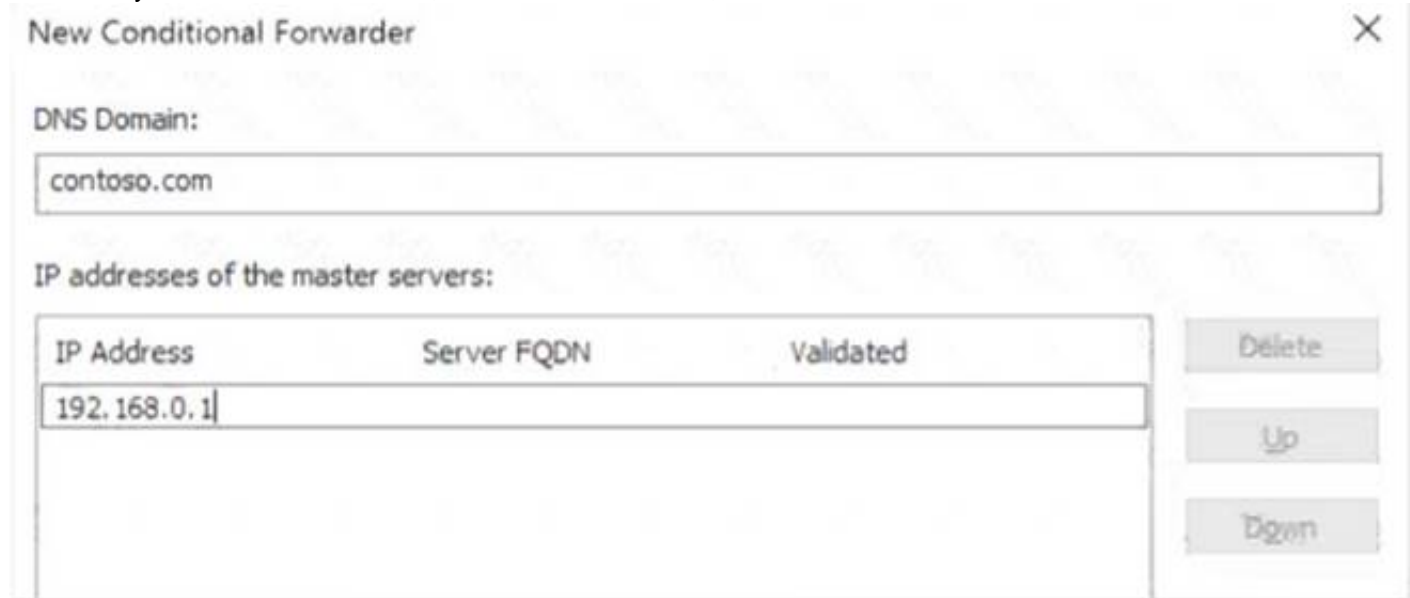 New Conditional Forwarder
DNS Domain:
contoso.com
IP addresses of the master servers:
IP Address Server FQDN Validated
Delete
192.168.0.1
Up
Down